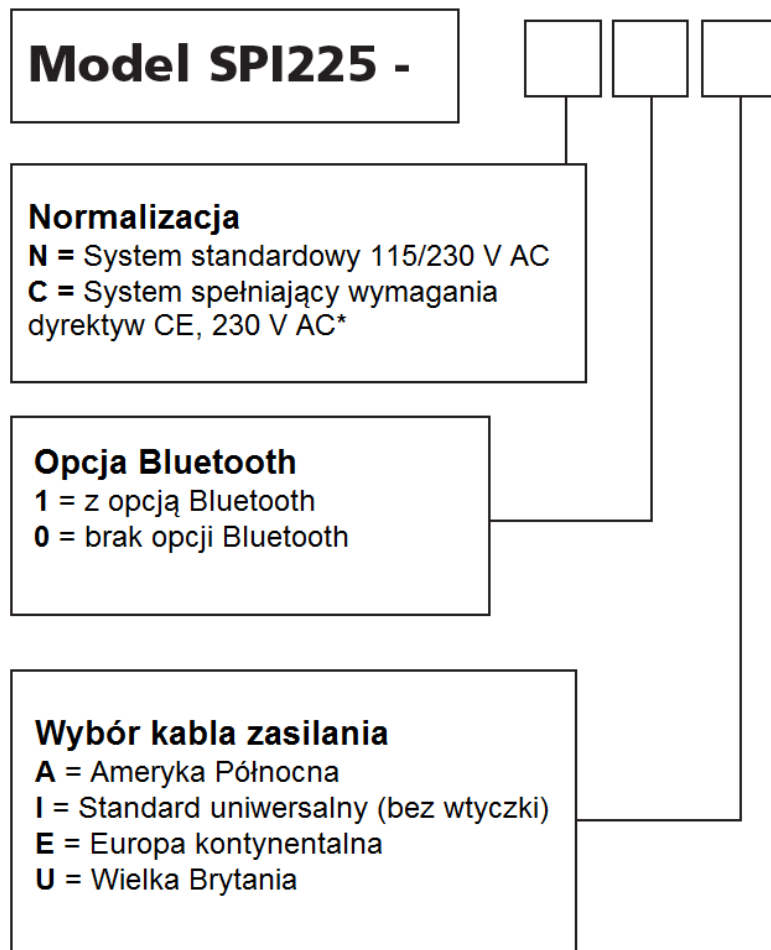 Model SPI225 -
Normalizacja
N = System standardowy 115/230 V AC
C = System spełniający wymagania
dyrektyw CE, 230 V AC*
Opcja Bluetooth
1 = z opcją Bluetooth
0 = brak opcji Bluetooth
Wybór kabla zasilania
A = Ameryka Północna
I = Standard uniwersalny (bez wtyczki)
E = Europa kontynentalna
U = Wielka Brytania